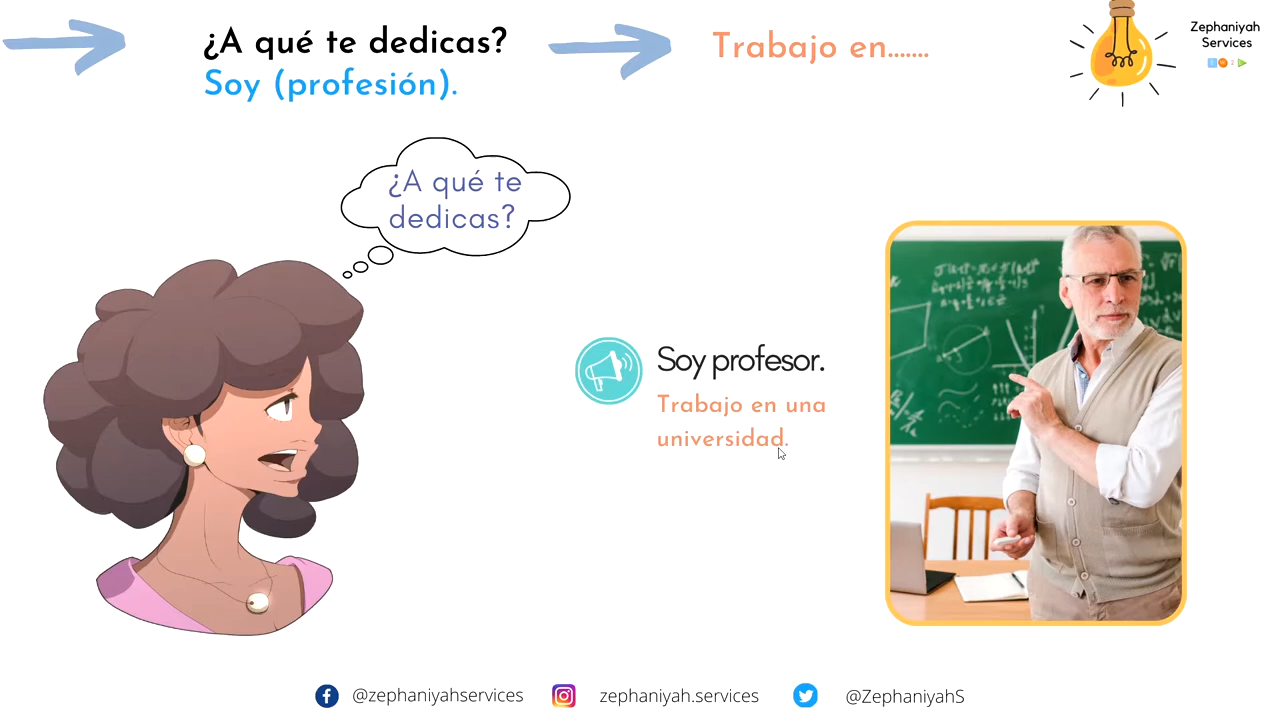 ¿A qué te dedicas?
Soy (profesión).
Trabajo en.......
Zephaniyah
Services
¿A qué te
dedicas?
Soy profesor.
Trabajo en una
universidad.
@zephaniyahservices
zephaniyah.services
@ZephaniyahS